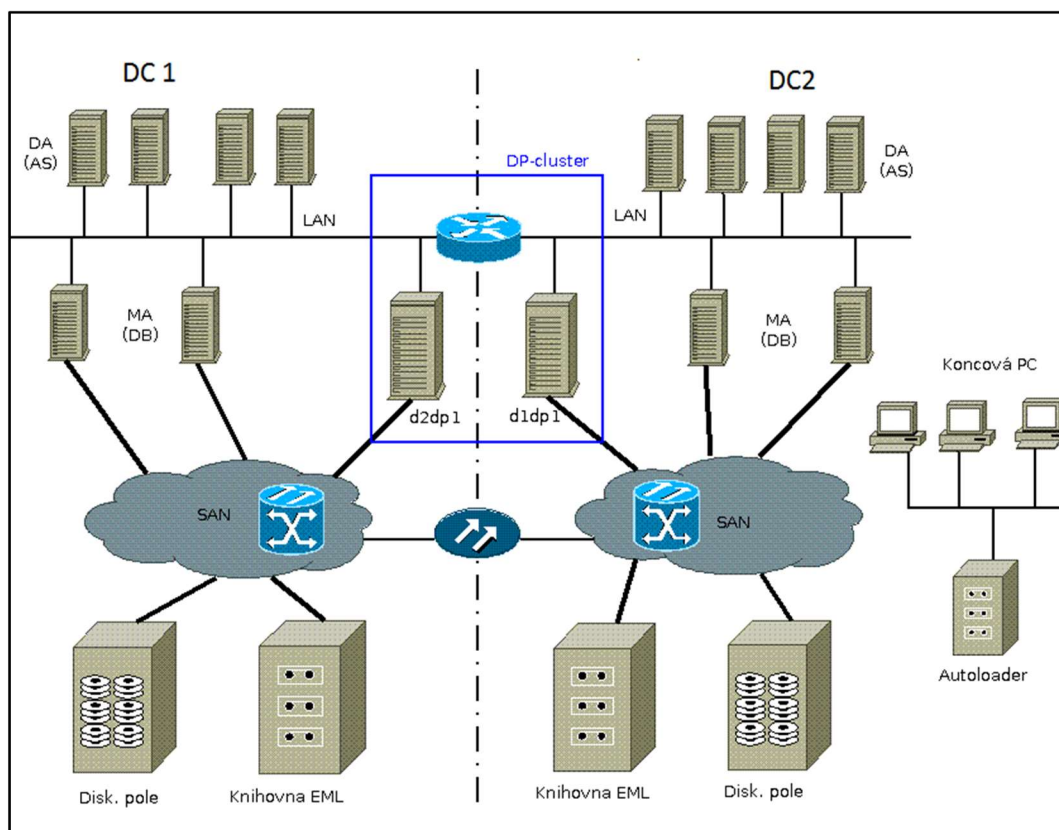 DC 1
DC2
DP-cluster
DA
(AS)
DA
(AS)
LAN
LAN
MA
(DB)
MA
(DB)
Koncová PC
d2dp1
d1dp1
SAN
SAN
Autoloader
Disk. pole
Knihovna EML
Knihovna EML
Disk. pole